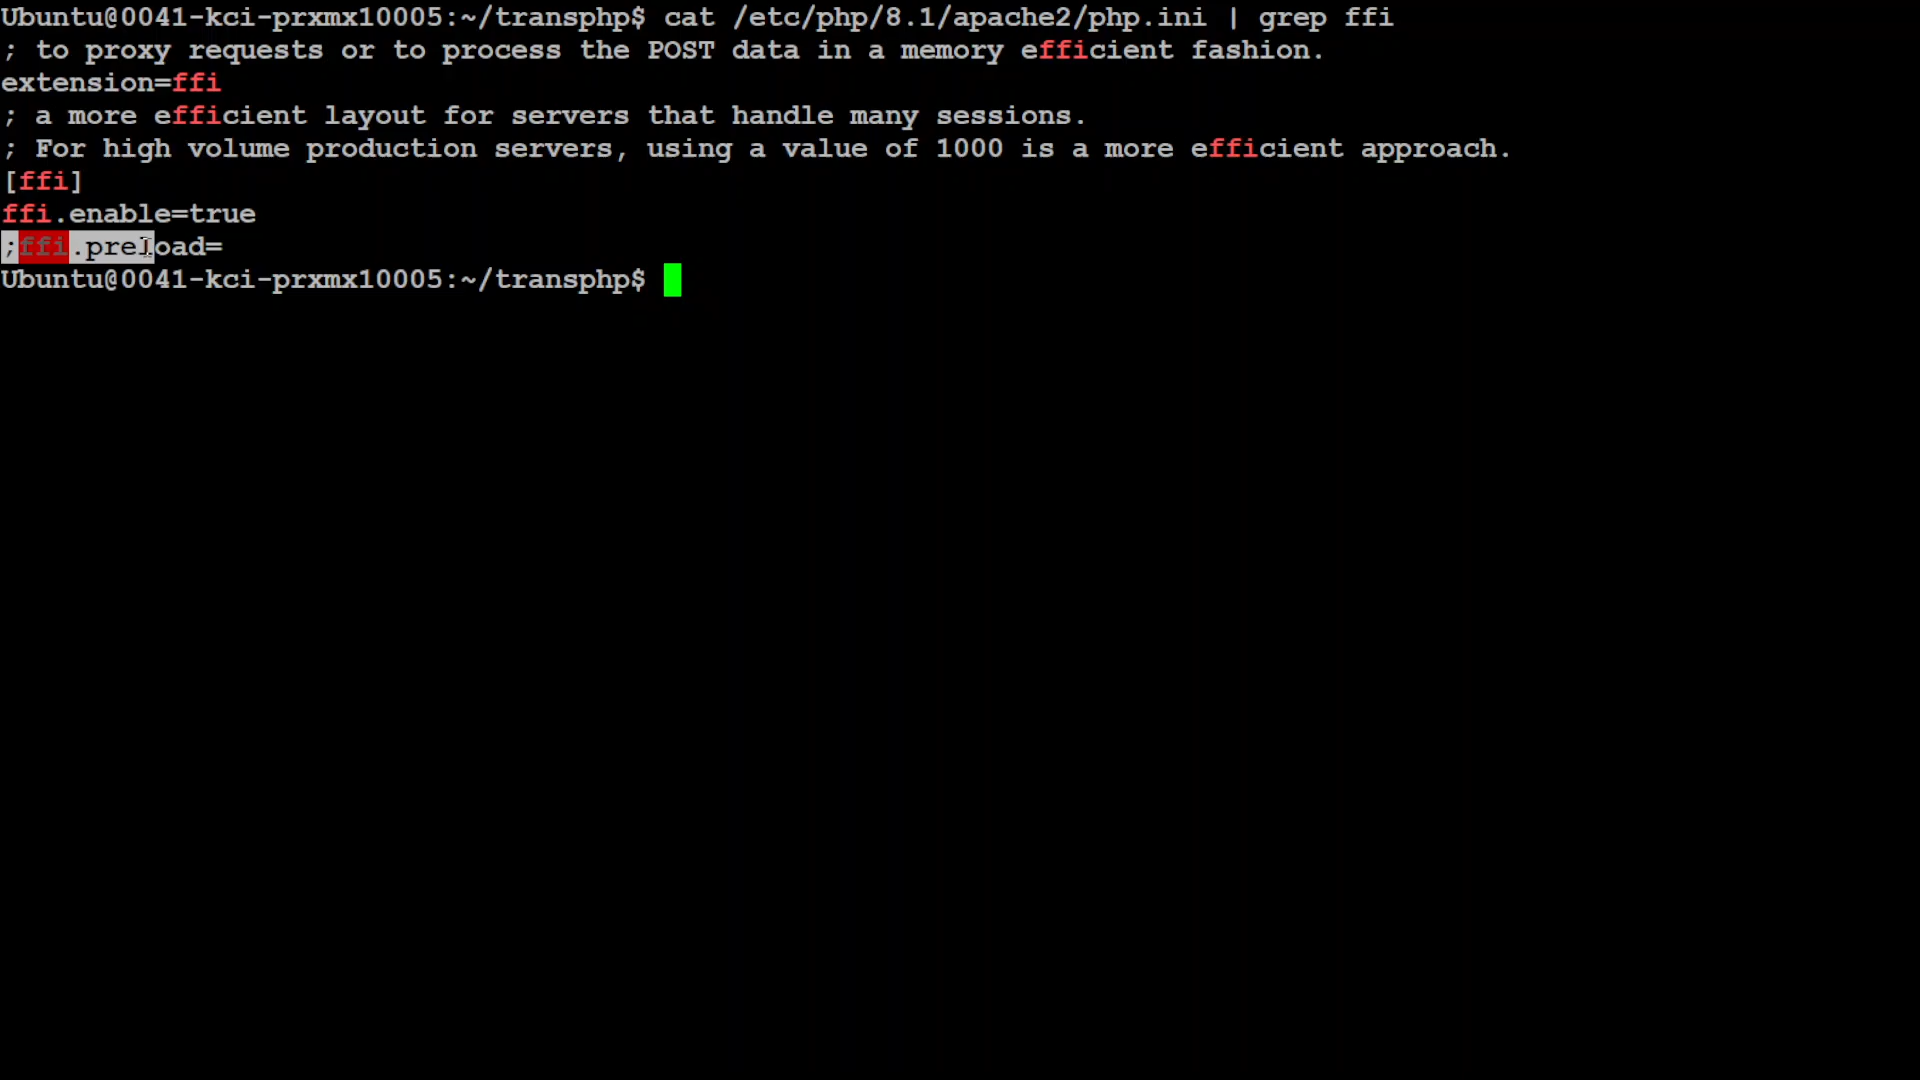 Ubuntu@0041-kci-prxmx10005:~/transphp$ cat /etc/php/8.1/apache2/php.ini | grep ffi
; to proxy requests or to process the POST data in a memory efficient fashion.
extension=ffi
; a more efficient layout for servers that handle many sessions.
; For high volume production servers, using a value of 1000 is a more efficient approach.
[ffi]
ffi.enable=true
;ffi.preload=
Ubuntu@0041-kci-prxmx10005:~/transphp$